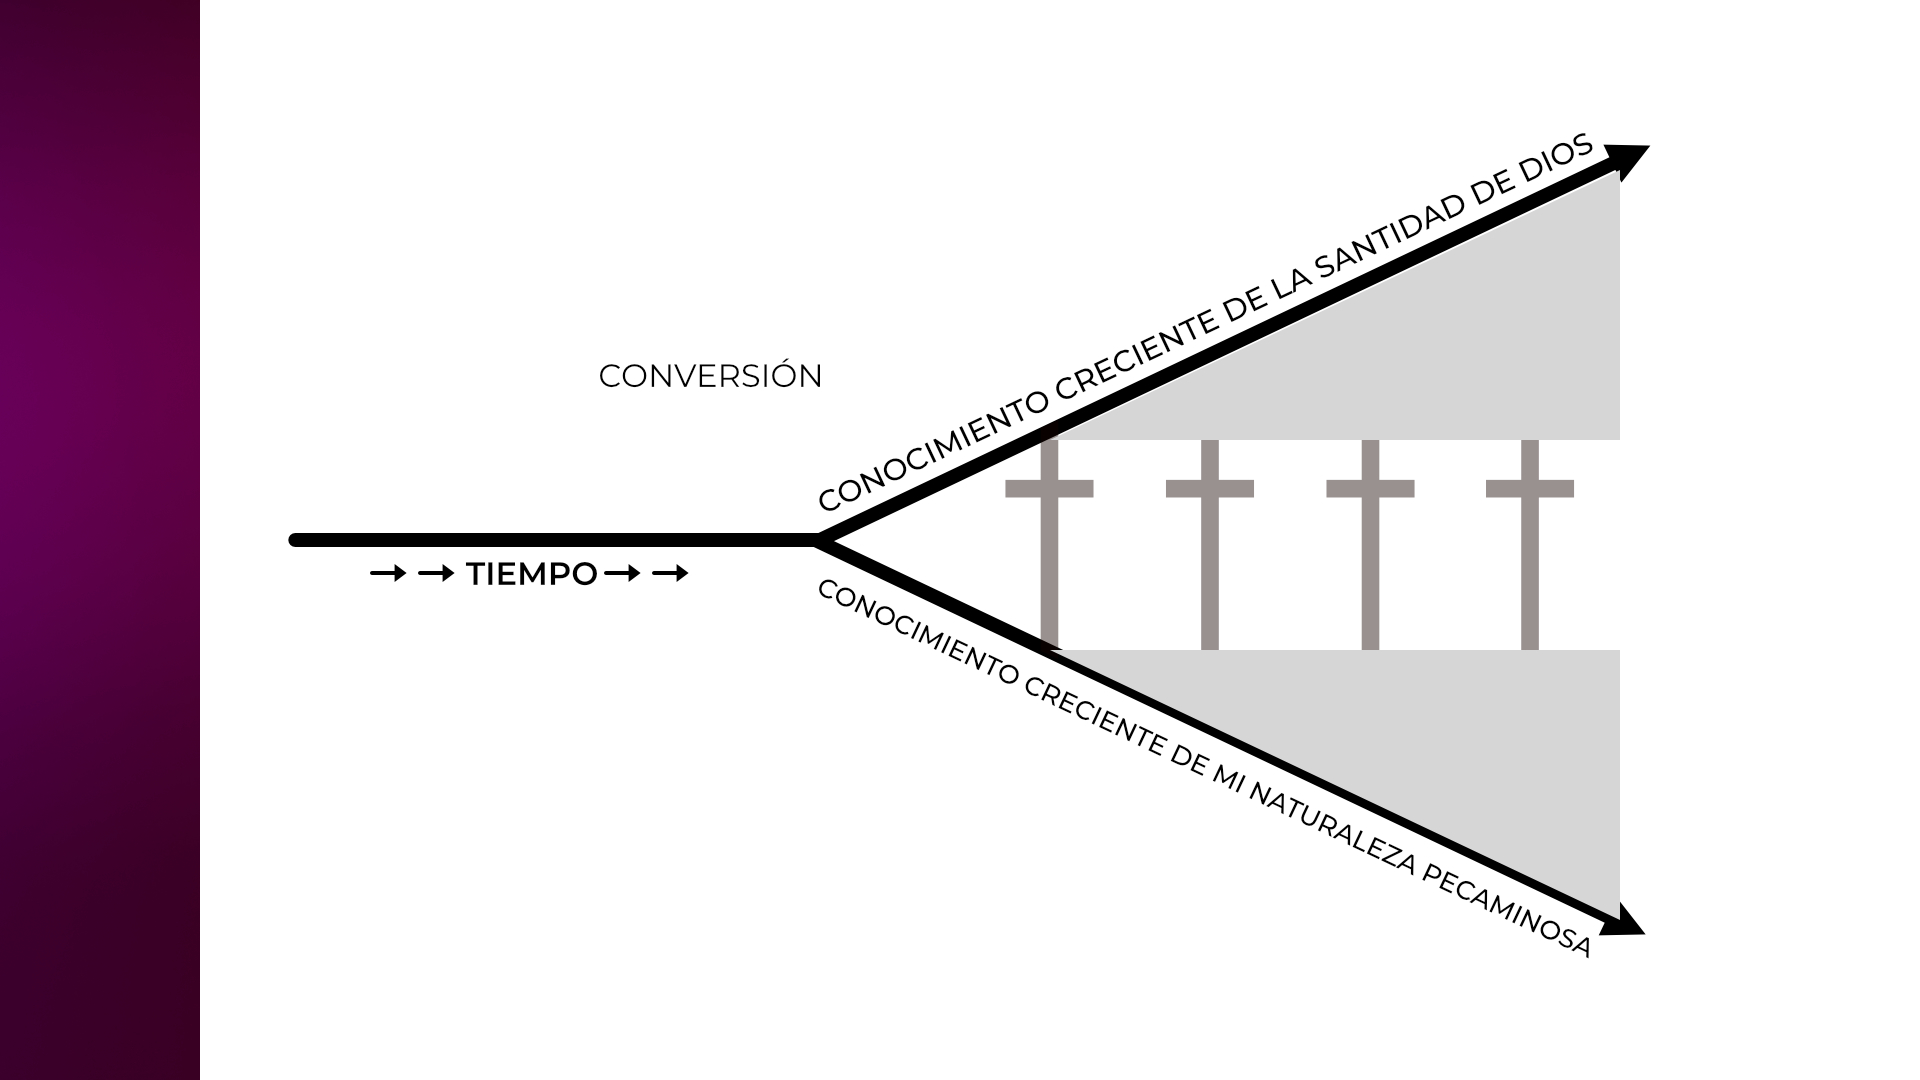 CONOCIMIENTO CRECIENTE DE LA SANTIDAD DE DIOS
CONVERSIÓN
TIEMPO
CONOCIMIENTO CRECIENTE DE MI NATURALEZA PECAMINOSA